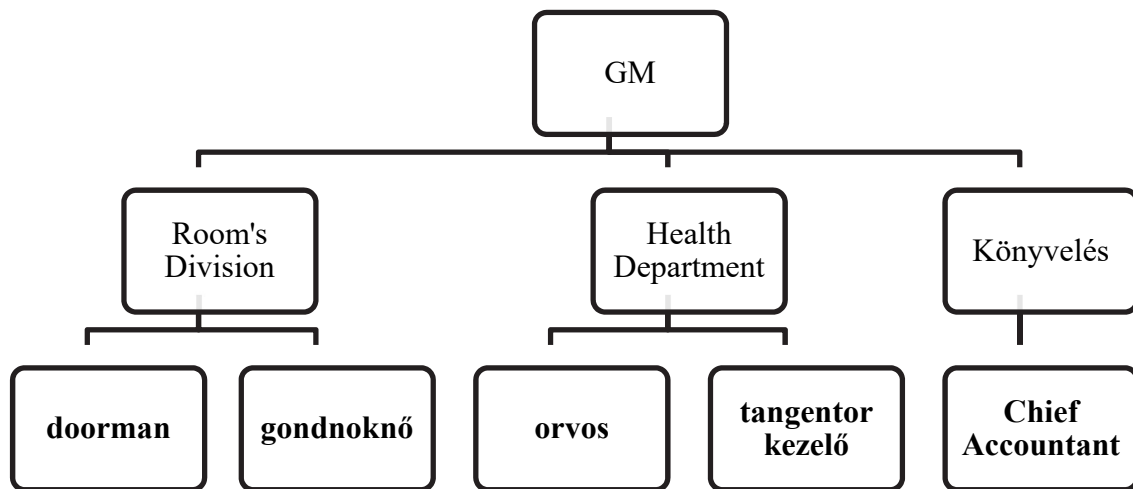 GM
Room's
Division
Health
Department
Könyvelés
doorman
gondnoknő
orvos
tangentor
kezelő
Chief
Accountant